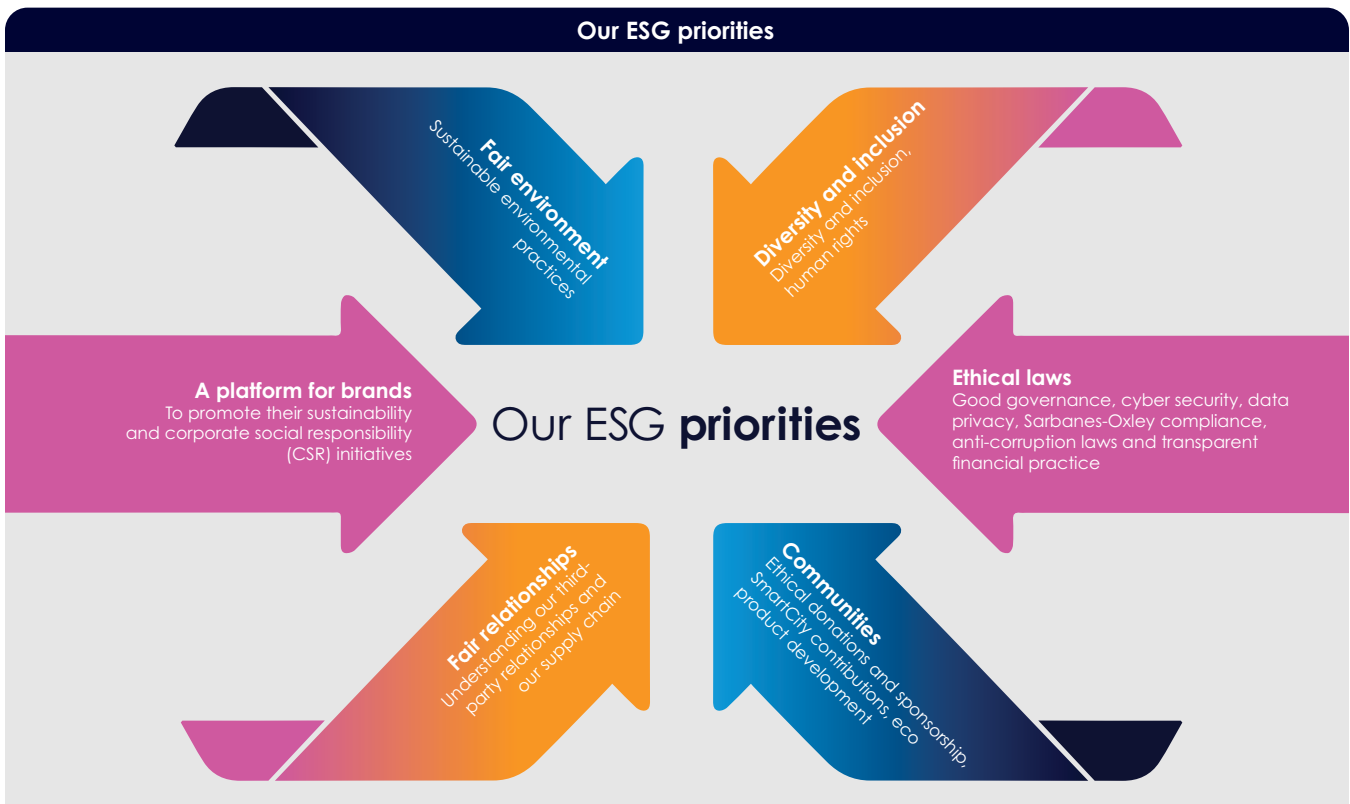 Our ESG priorities
Fair environment
Sustainable environmental
practices
Diversity and inclusion
Diversity and inclusion,
human rights
A platform for brands
To promote their sustainability
and corporate social responsibility
(CSR) initiatives
Our ESG priorities
Ethical laws
Good governance, cyber security, data
privacy, Sarbanes-Oxley compliance,
anti-corruption laws and transparent
financial practice
Fair relationships
Understanding our third-
party relationships and
our supply chain
Communities
Ethical donations and sponsorship,
SmartCity contributions, eco
product development